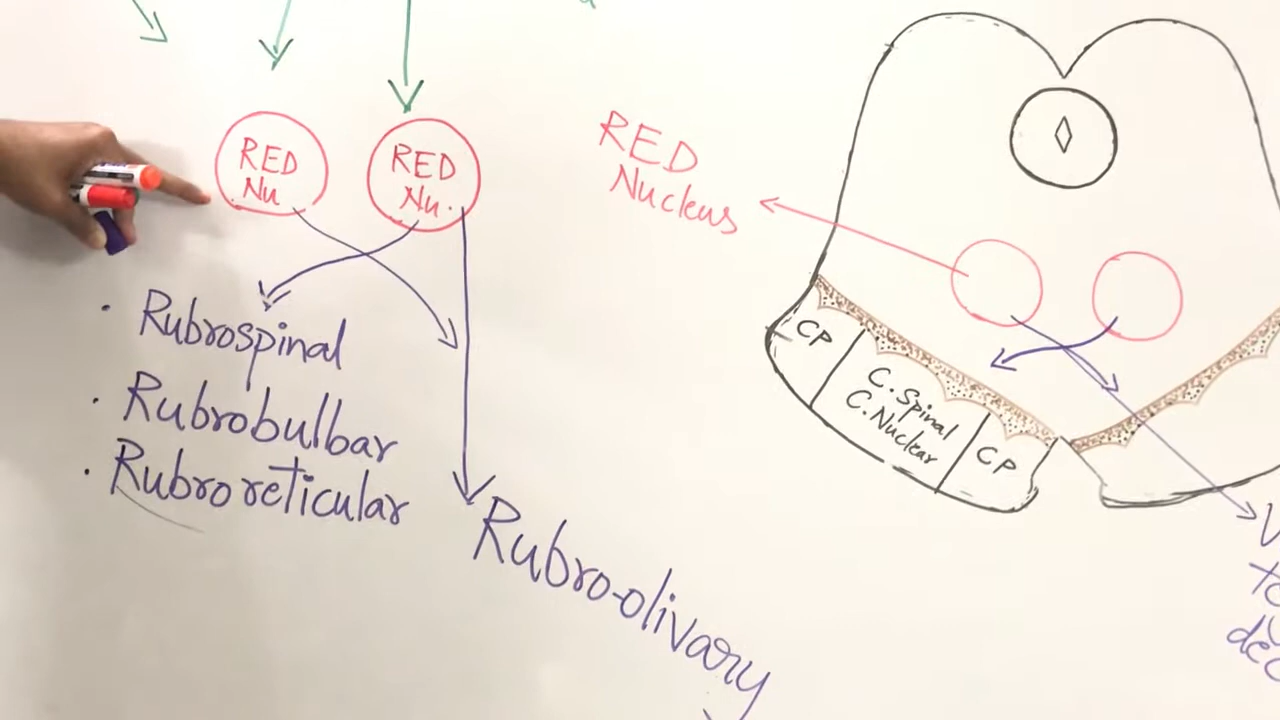 RED
Nu
RED
Nu.
• Rubrospinal
• Rubrobulbar
• Rubroreticular
Rubro-olivary
RED
Nucleus
CP
C. Spinal
C. Nuclear
CP